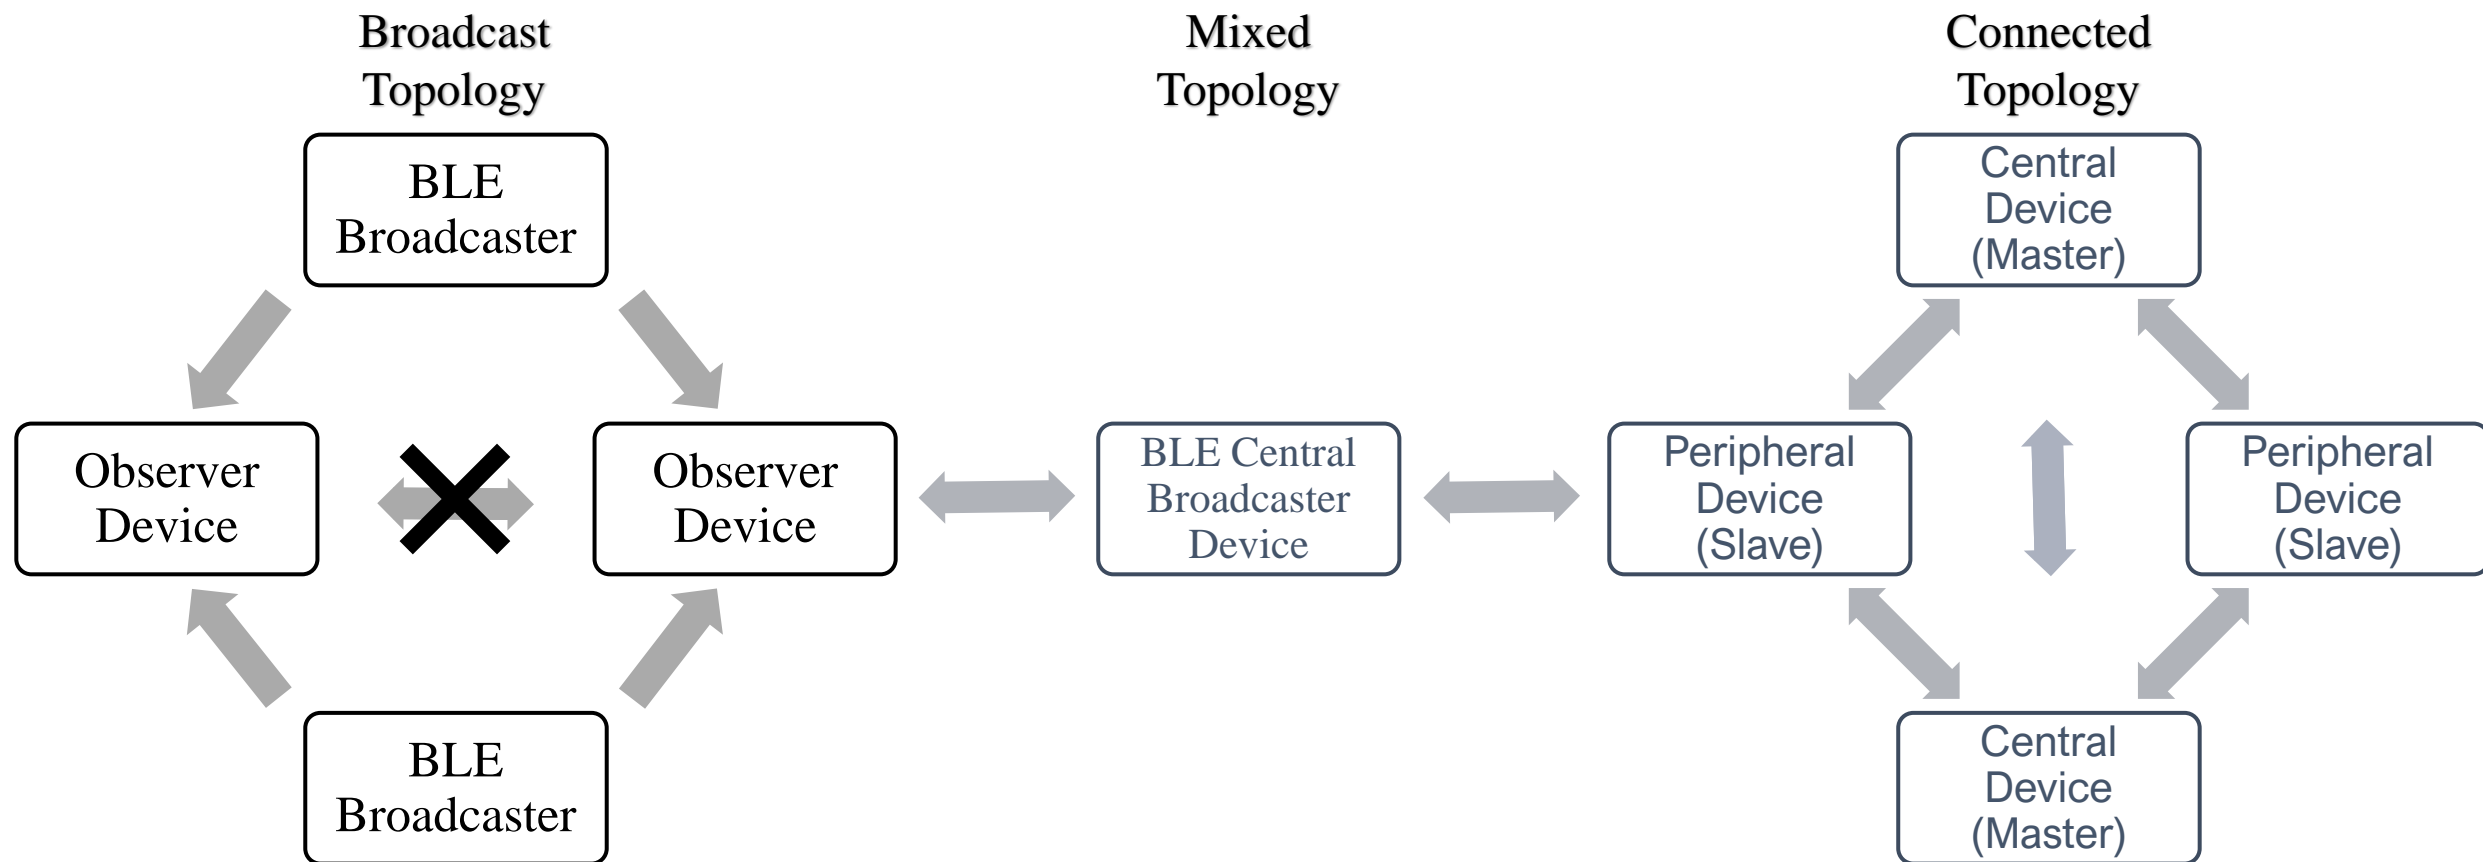 Broadcast
Topology
Mixed
Topology
Connected
Topology
BLE
Broadcaster
Central
Device
(Master)
Observer
Device
Observer
Device
BLE Central
Broadcaster
Device
Peripheral
Device
(Slave)
Peripheral
Device
(Slave)
BLE
Broadcaster
Central
Device
(Master)